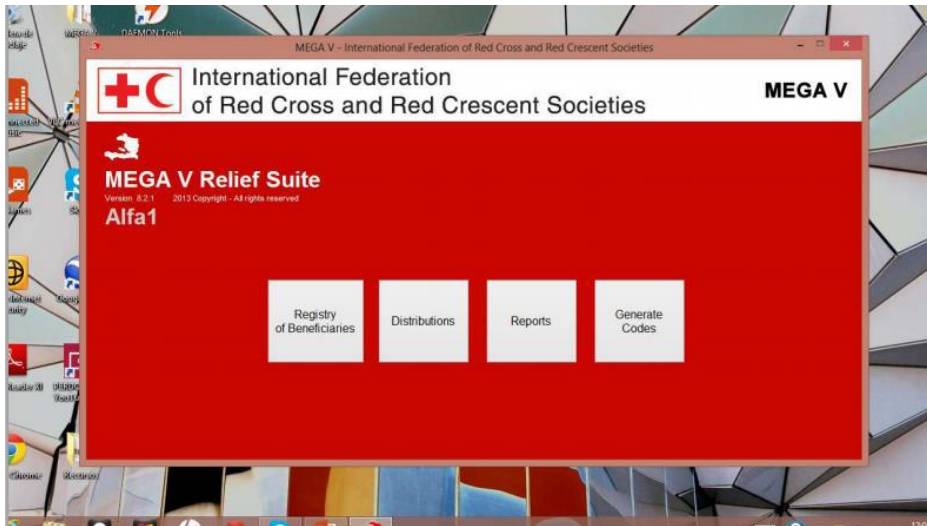 DAEMON Tools
MEGA V - International Federation of Red Cross and Red Crescent Societies
International Federation
of Red Cross and Red Crescent Societies
MEGA V
MEGA V Relief Suite
Version 8.2.1 2013 Copyright - All rights reserved
Alfa1
Registry
of Beneficiaries
Distributions
Reports
Generate
Codes
Chrome
Recursos